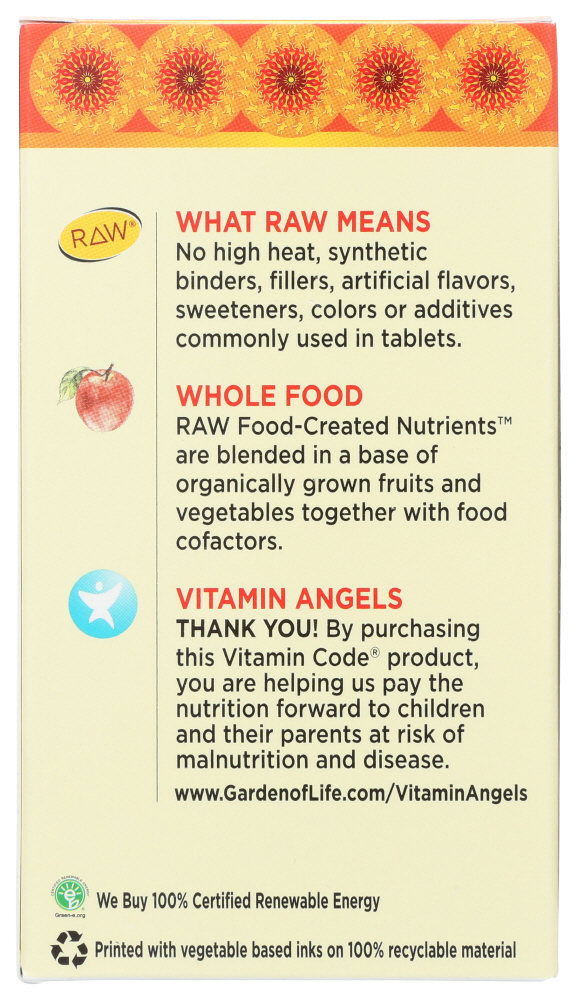 RAW®
WHAT RAW MEANS
No high heat, synthetic
binders, fillers, artificial flavors,
sweeteners, colors or additives
commonly used in tablets.
WHOLE FOOD
RAW Food-Created Nutrients™
are blended in a base of
organically grown fruits and
vegetables together with food
cofactors.
VITAMIN ANGELS
THANK YOU! By purchasing
this Vitamin Code® product,
you are helping us pay the
nutrition forward to children
and their parents at risk of
malnutrition and disease.
www.GardenofLife.com/VitaminAngels
CERTIFIED RENEWABLE ENERGY
Green-e.org
We Buy 100% Certified Renewable Energy
Printed with vegetable based inks on 100% recyclable material